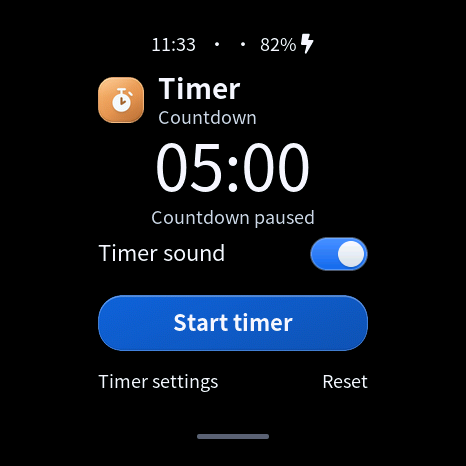 11:33 • • 82%
Timer
Countdown
05:00
Countdown paused
Timer sound
Start timer
Timer settings Reset